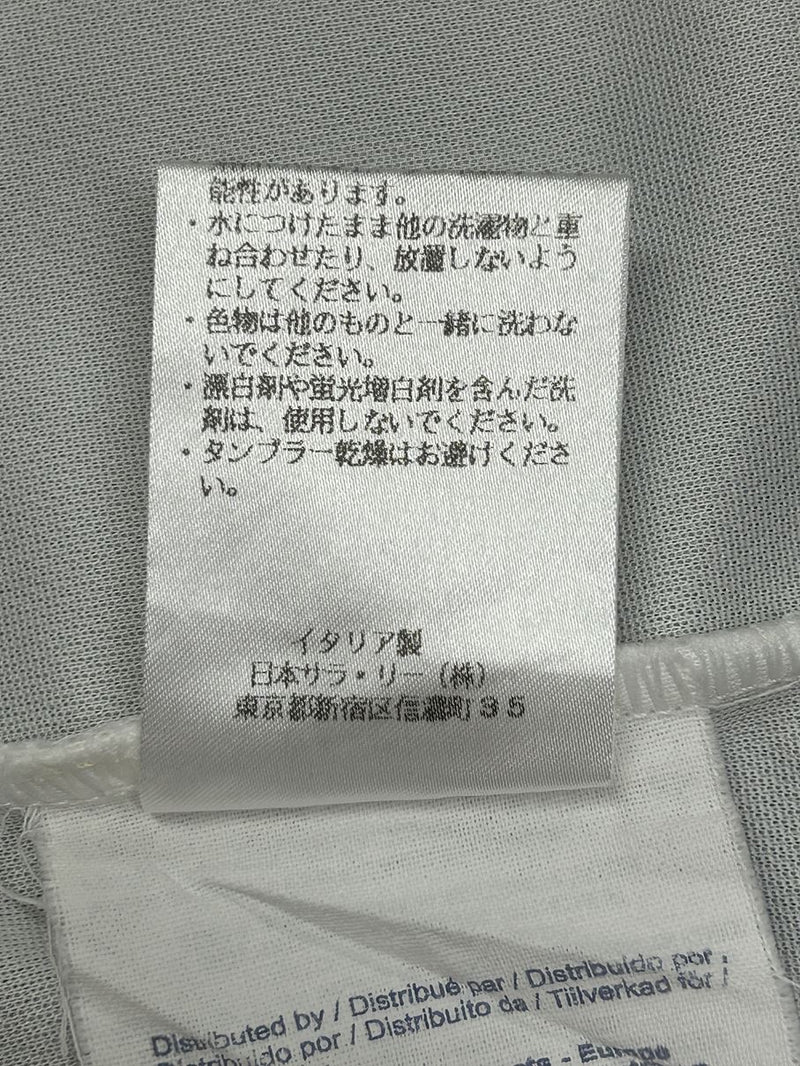 能性があります。
・水につけたまま他の洗濯物と重
ね合わせたり、放置しないよう
にしてください。
・色物は他のものと一緒に洗わな
いでください。
・漂白剤や蛍光増白剤を含んだ洗
剤は、使用しないでください。
・タンブラー乾燥はお避けくださ
い。
イタリア製
日本サラ・リー（株）
東京都新宿区信濃町３５
Distributed by / Distribué par / Distribuido por :
Distribuído por / Distribuito da / Tillverkad för /
- Europe